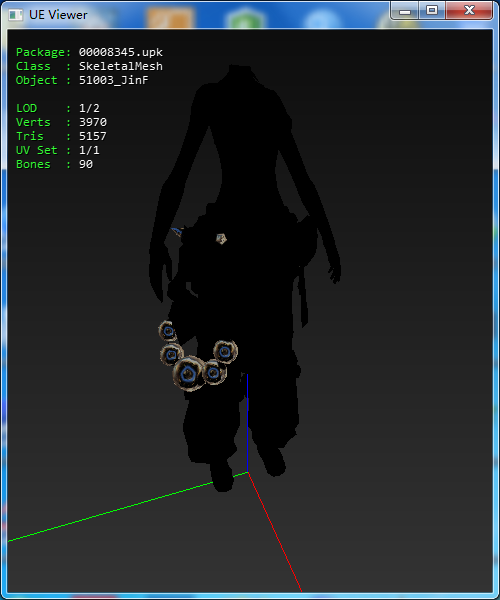 UE Viewer
Package: 00008345.upk
Class : SkeletalMesh
Object : 51003_JinF
LOD : 1/2
Verts : 3970
Tris : 5157
UV Set : 1/1
Bones : 90